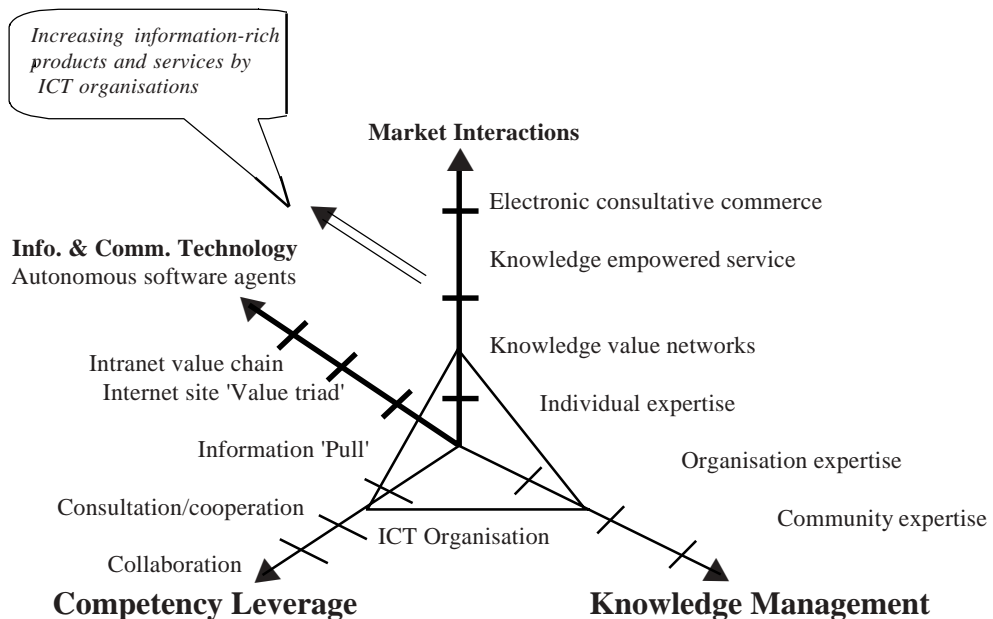 Increasing information-rich
products and services by
ICT organisations
Market Interactions
Electronic consultative commerce
Info. & Comm. Technology
Autonomous software agents
Knowledge empowered service
Knowledge value networks
Intranet value chain
Internet site 'Value triad'
Individual expertise
Information 'Pull'
Organisation expertise
Consultation/cooperation
Community expertise
ICT Organisation
Collaboration
Competency Leverage
Knowledge Management